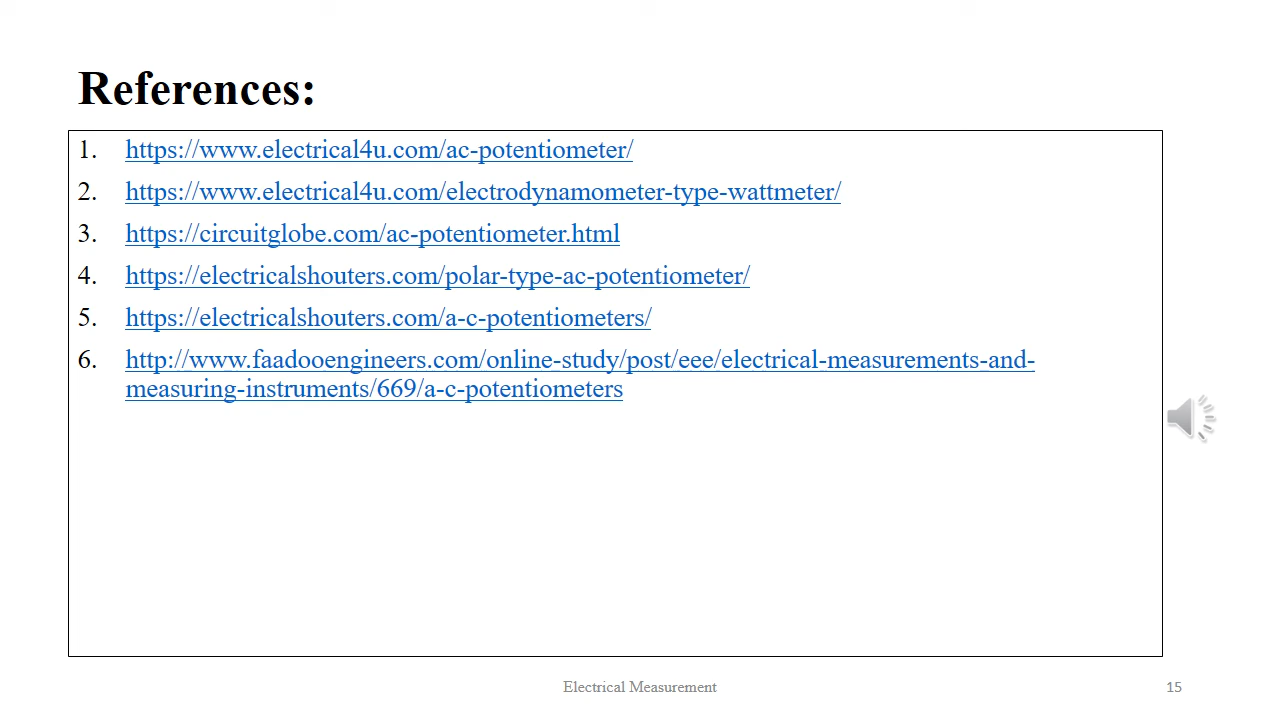 References:
1. https://www.electrical4u.com/ac-potentiometer/
2. https://www.electrical4u.com/electrodynamometer-type-wattmeter/
3. https://circuitglobe.com/ac-potentiometer.html
4. https://electricalshouters.com/polar-type-ac-potentiometer/
5. https://electricalshouters.com/a-c-potentiometers/
6. http://www.faadooengineers.com/online-study/post/eee/electrical-measurements-and-
measuring-instruments/669/a-c-potentiometers
Electrical Measurement
15